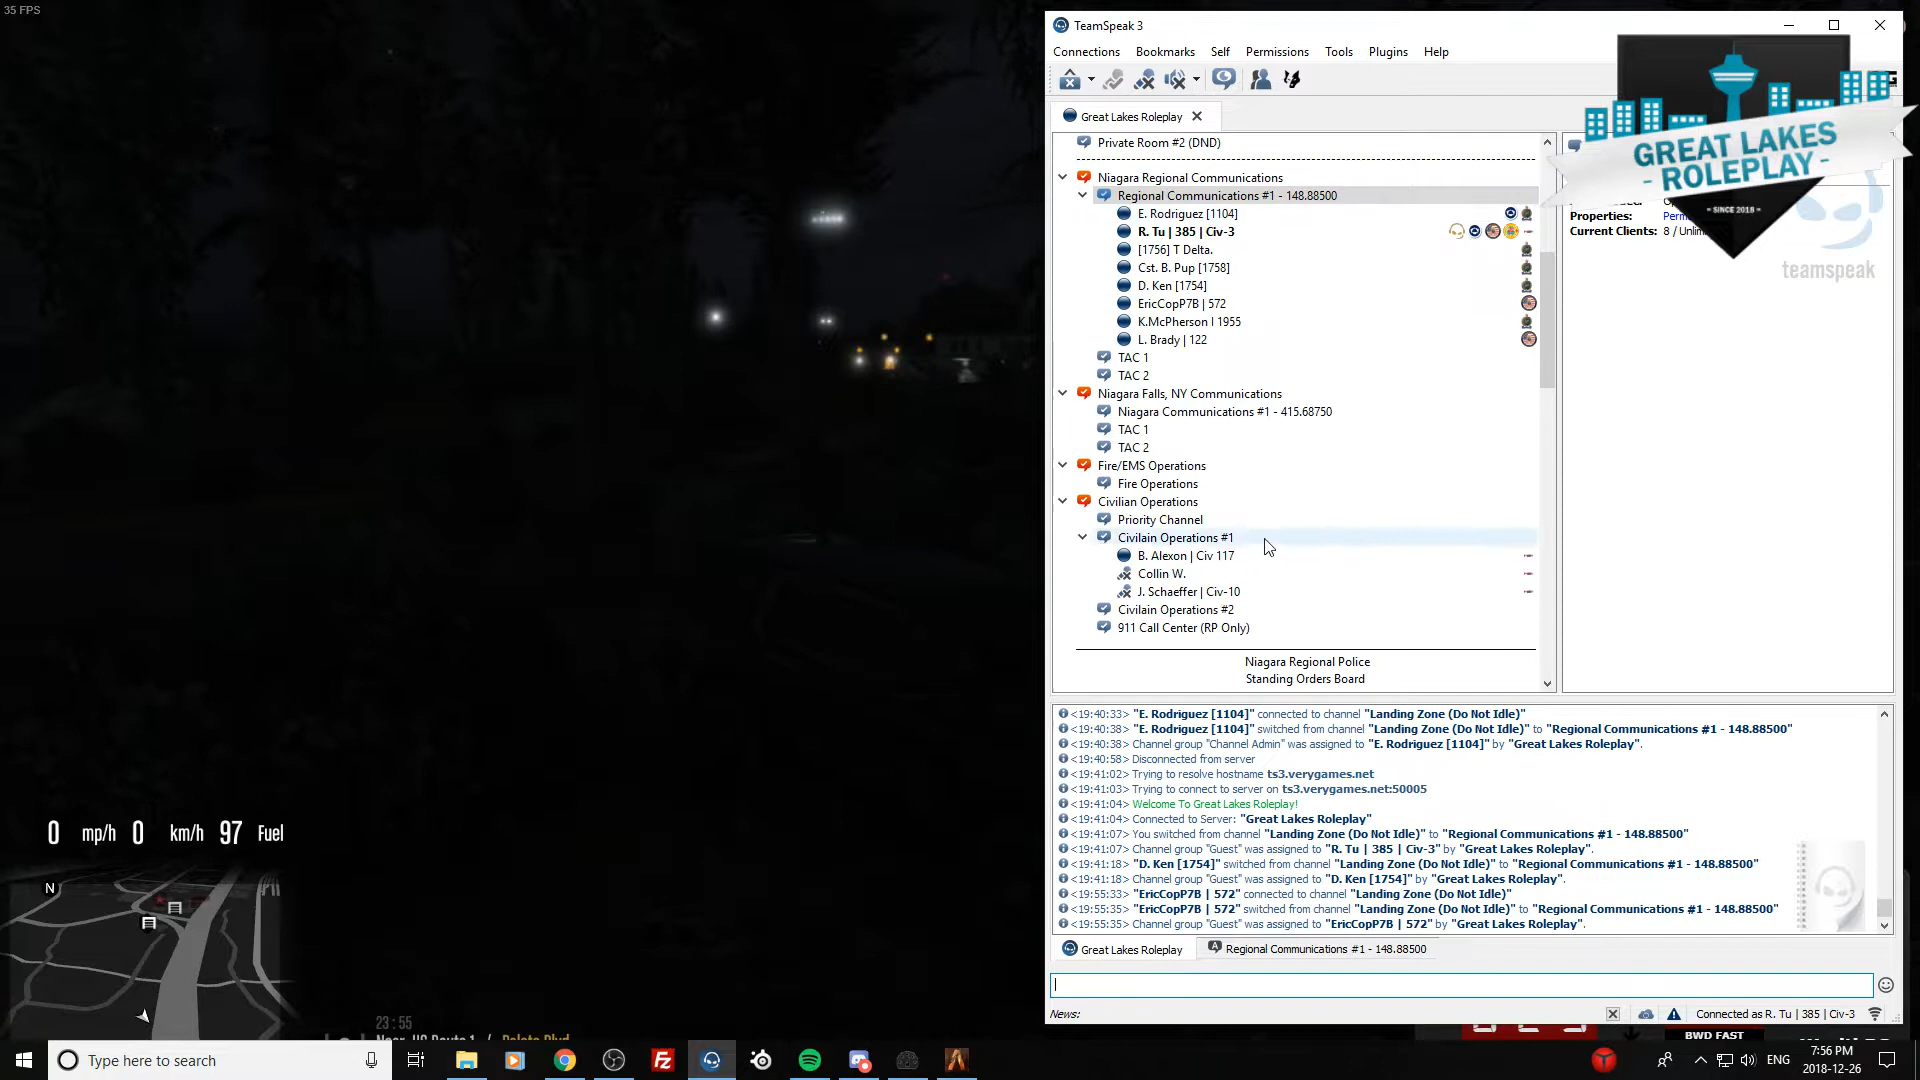 35 FPS
TeamSpeak 3
Connections Bookmarks Self Permissions Tools Plugins Help
Great Lakes Roleplay
Private Room #2 (DND)
Niagara Regional Communications
Regional Communications #1 - 148.88500
E. Rodriguez [1104]
R. Tu | 385 | Civ-3
[1756] T Delta.
Cst. B. Pup [1758]
D. Ken [1754]
EricCopP7B | 572
K.McPherson I 1955
L. Brady | 122
TAC 1
TAC 2
Niagara Falls, NY Communications
Niagara Communications #1 - 415.68750
TAC 1
TAC 2
Fire/EMS Operations
Fire Operations
Civilian Operations
Priority Channel
Civilain Operations #1
B. Alexon | Civ 117
Collin W.
J. Schaeffer | Civ-10
Civilain Operations #2
911 Call Center (RP Only)
Niagara Regional Police
Standing Orders Board
GREAT LAKES
- ROLEPLAY -
- SINCE 2018 -
Properties: Perm
Current Clients: 8 / Unlim
teamspeak
<19:40:33> "E. Rodriguez [1104]" connected to channel "Landing Zone (Do Not Idle)"
<19:40:38> "E. Rodriguez [1104]" switched from channel "Landing Zone (Do Not Idle)" to "Regional Communications #1 - 148.88500"
<19:40:38> Channel group "Channel Admin" was assigned to "E. Rodriguez [1104]" by "Great Lakes Roleplay".
<19:40:58> Disconnected from server
<19:41:02> Trying to resolve hostname ts3.verygames.net
<19:41:03> Trying to connect to server on ts3.verygames.net:50005
<19:41:04> Welcome To Great Lakes Roleplay!
<19:41:04> Connected to Server: "Great Lakes Roleplay"
<19:41:07> You switched from channel "Landing Zone (Do Not Idle)" to "Regional Communications #1 - 148.88500"
<19:41:07> Channel group "Guest" was assigned to "R. Tu | 385 | Civ-3" by "Great Lakes Roleplay".
<19:41:18> "D. Ken [1754]" switched from channel "Landing Zone (Do Not Idle)" to "Regional Communications #1 - 148.88500"
<19:41:18> Channel group "Guest" was assigned to "D. Ken [1754]" by "Great Lakes Roleplay".
<19:55:33> "EricCopP7B | 572" connected to channel "Landing Zone (Do Not Idle)"
<19:55:35> "EricCopP7B | 572" switched from channel "Landing Zone (Do Not Idle)" to "Regional Communications #1 - 148.88500"
<19:55:35> Channel group "Guest" was assigned to "EricCopP7B | 572" by "Great Lakes Roleplay".
Great Lakes Roleplay Regional Communications #1 - 148.88500
News:
Connected as R. Tu | 385 | Civ-3
0 mp/h 0 km/h 97 Fuel
N
23:55
BWD FAST
Type here to search
ENG
7:56 PM
2018-12-26